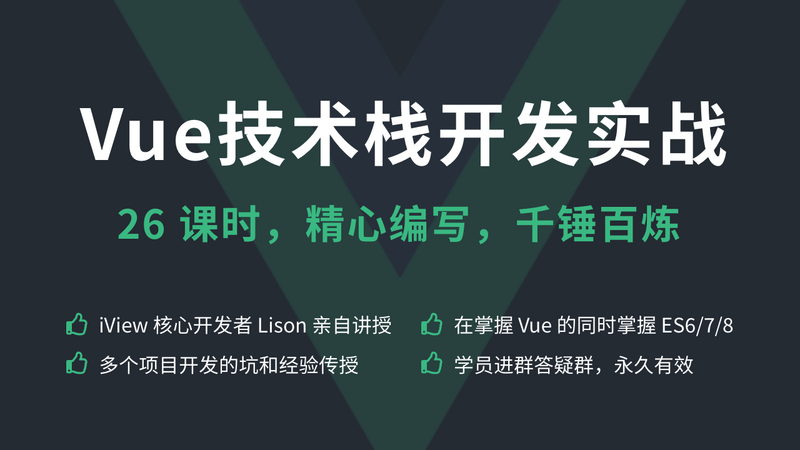 Vue技术栈开发实战
26 课时，精心编写，千锤百炼
iView 核心开发者 Lison 亲自讲授
在掌握 Vue 的同时掌握 ES6/7/8
多个项目开发的坑和经验传授
学员进群答疑群，永久有效